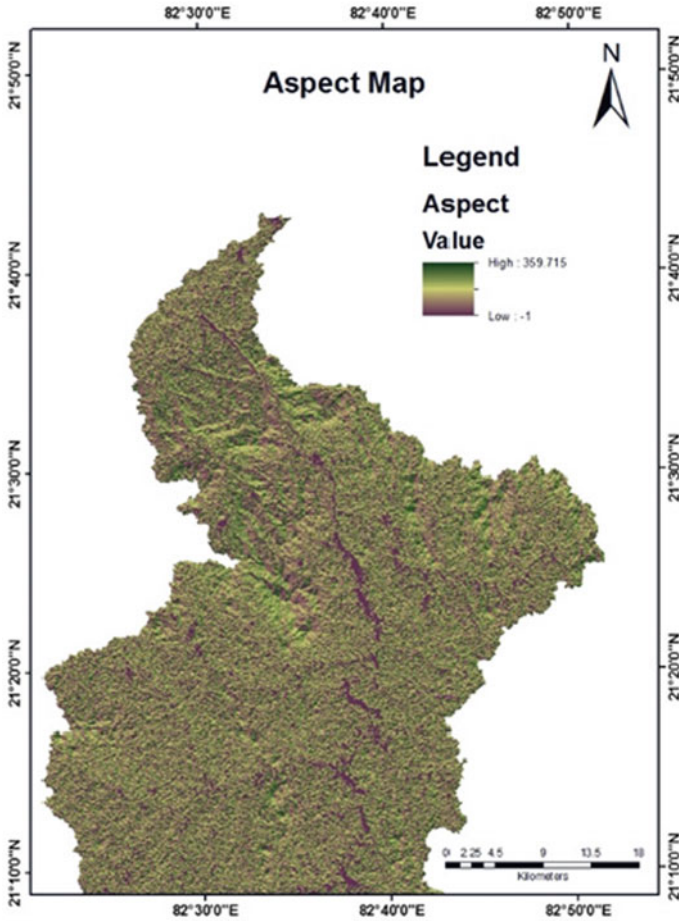 82°30'0"N 82°40'0"N 82°50'0"N
21°50'0"N
21°50'0"N
Aspect Map
N
Legend
Aspect
Value
High : 359.715
Low : -1
21°40'0"N
21°40'0"N
21°30'0"N
21°30'0"N
21°20'0"N
21°20'0"N
21°10'0"N
21°10'0"N
0 2.25 4.5 9 13.5 18
Kilometers
82°30'0"E 82°40'0"E 82°50'0"E